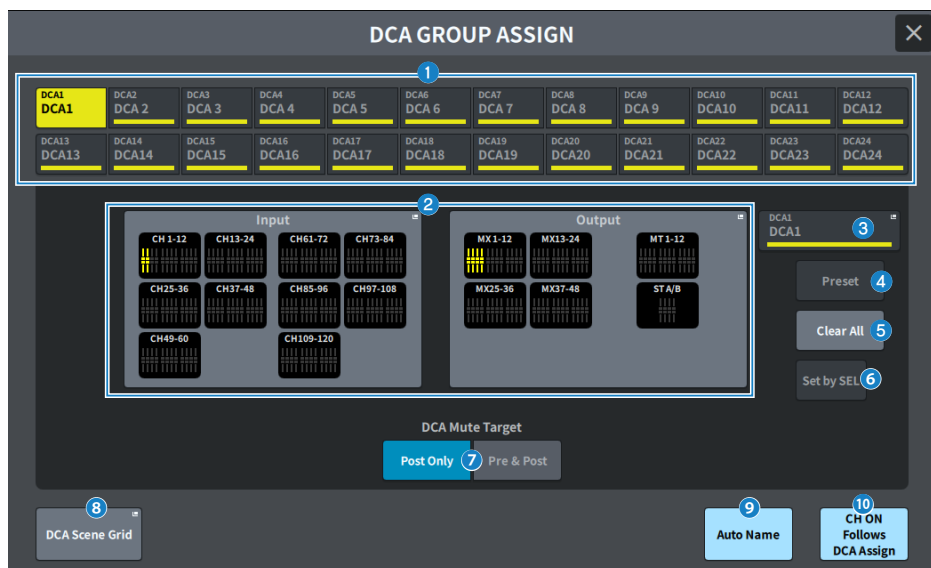 DCA GROUP ASSIGN
1
DCA1 DCA2 DCA3 DCA4 DCA5 DCA6 DCA7 DCA8 DCA9 DCA10 DCA11 DCA12
DCA1 DCA 2 DCA 3 DCA 4 DCA 5 DCA 6 DCA 7 DCA 8 DCA 9 DCA10 DCA11 DCA12
DCA13 DCA14 DCA15 DCA16 DCA17 DCA18 DCA19 DCA20 DCA21 DCA22 DCA23 DCA24
DCA13 DCA14 DCA15 DCA16 DCA17 DCA18 DCA19 DCA20 DCA21 DCA22 DCA23 DCA24
2
Input Output
CH 1-12 CH13-24 CH61-72 CH73-84 MX 1-12 MX13-24 MT 1-12
CH25-36 CH37-48 CH85-96 CH97-108 MX25-36 MX37-48 ST A/B
CH49-60 CH109-120
DCA1
DCA1 3
Preset 4
Clear All 5
Set by SEL 6
DCA Mute Target
Post Only 7 Pre & Post
8
DCA Scene Grid
9
Auto Name
10
CH ON
Follows
DCA Assign